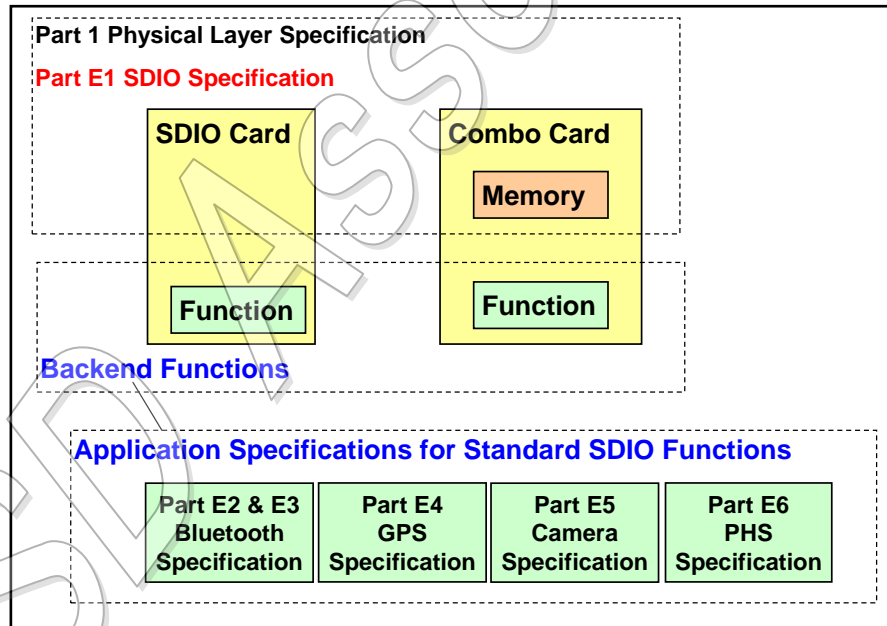 Part 1 Physical Layer Specification
Part E1 SDIO Specification
SDIO Card
Combo Card
Memory
Function
Function
Backend Functions
Application Specifications for Standard SDIO Functions
Part E2 & E3
Bluetooth
Specification
Part E4
GPS
Specification
Part E5
Camera
Specification
Part E6
PHS
Specification
SD Asso